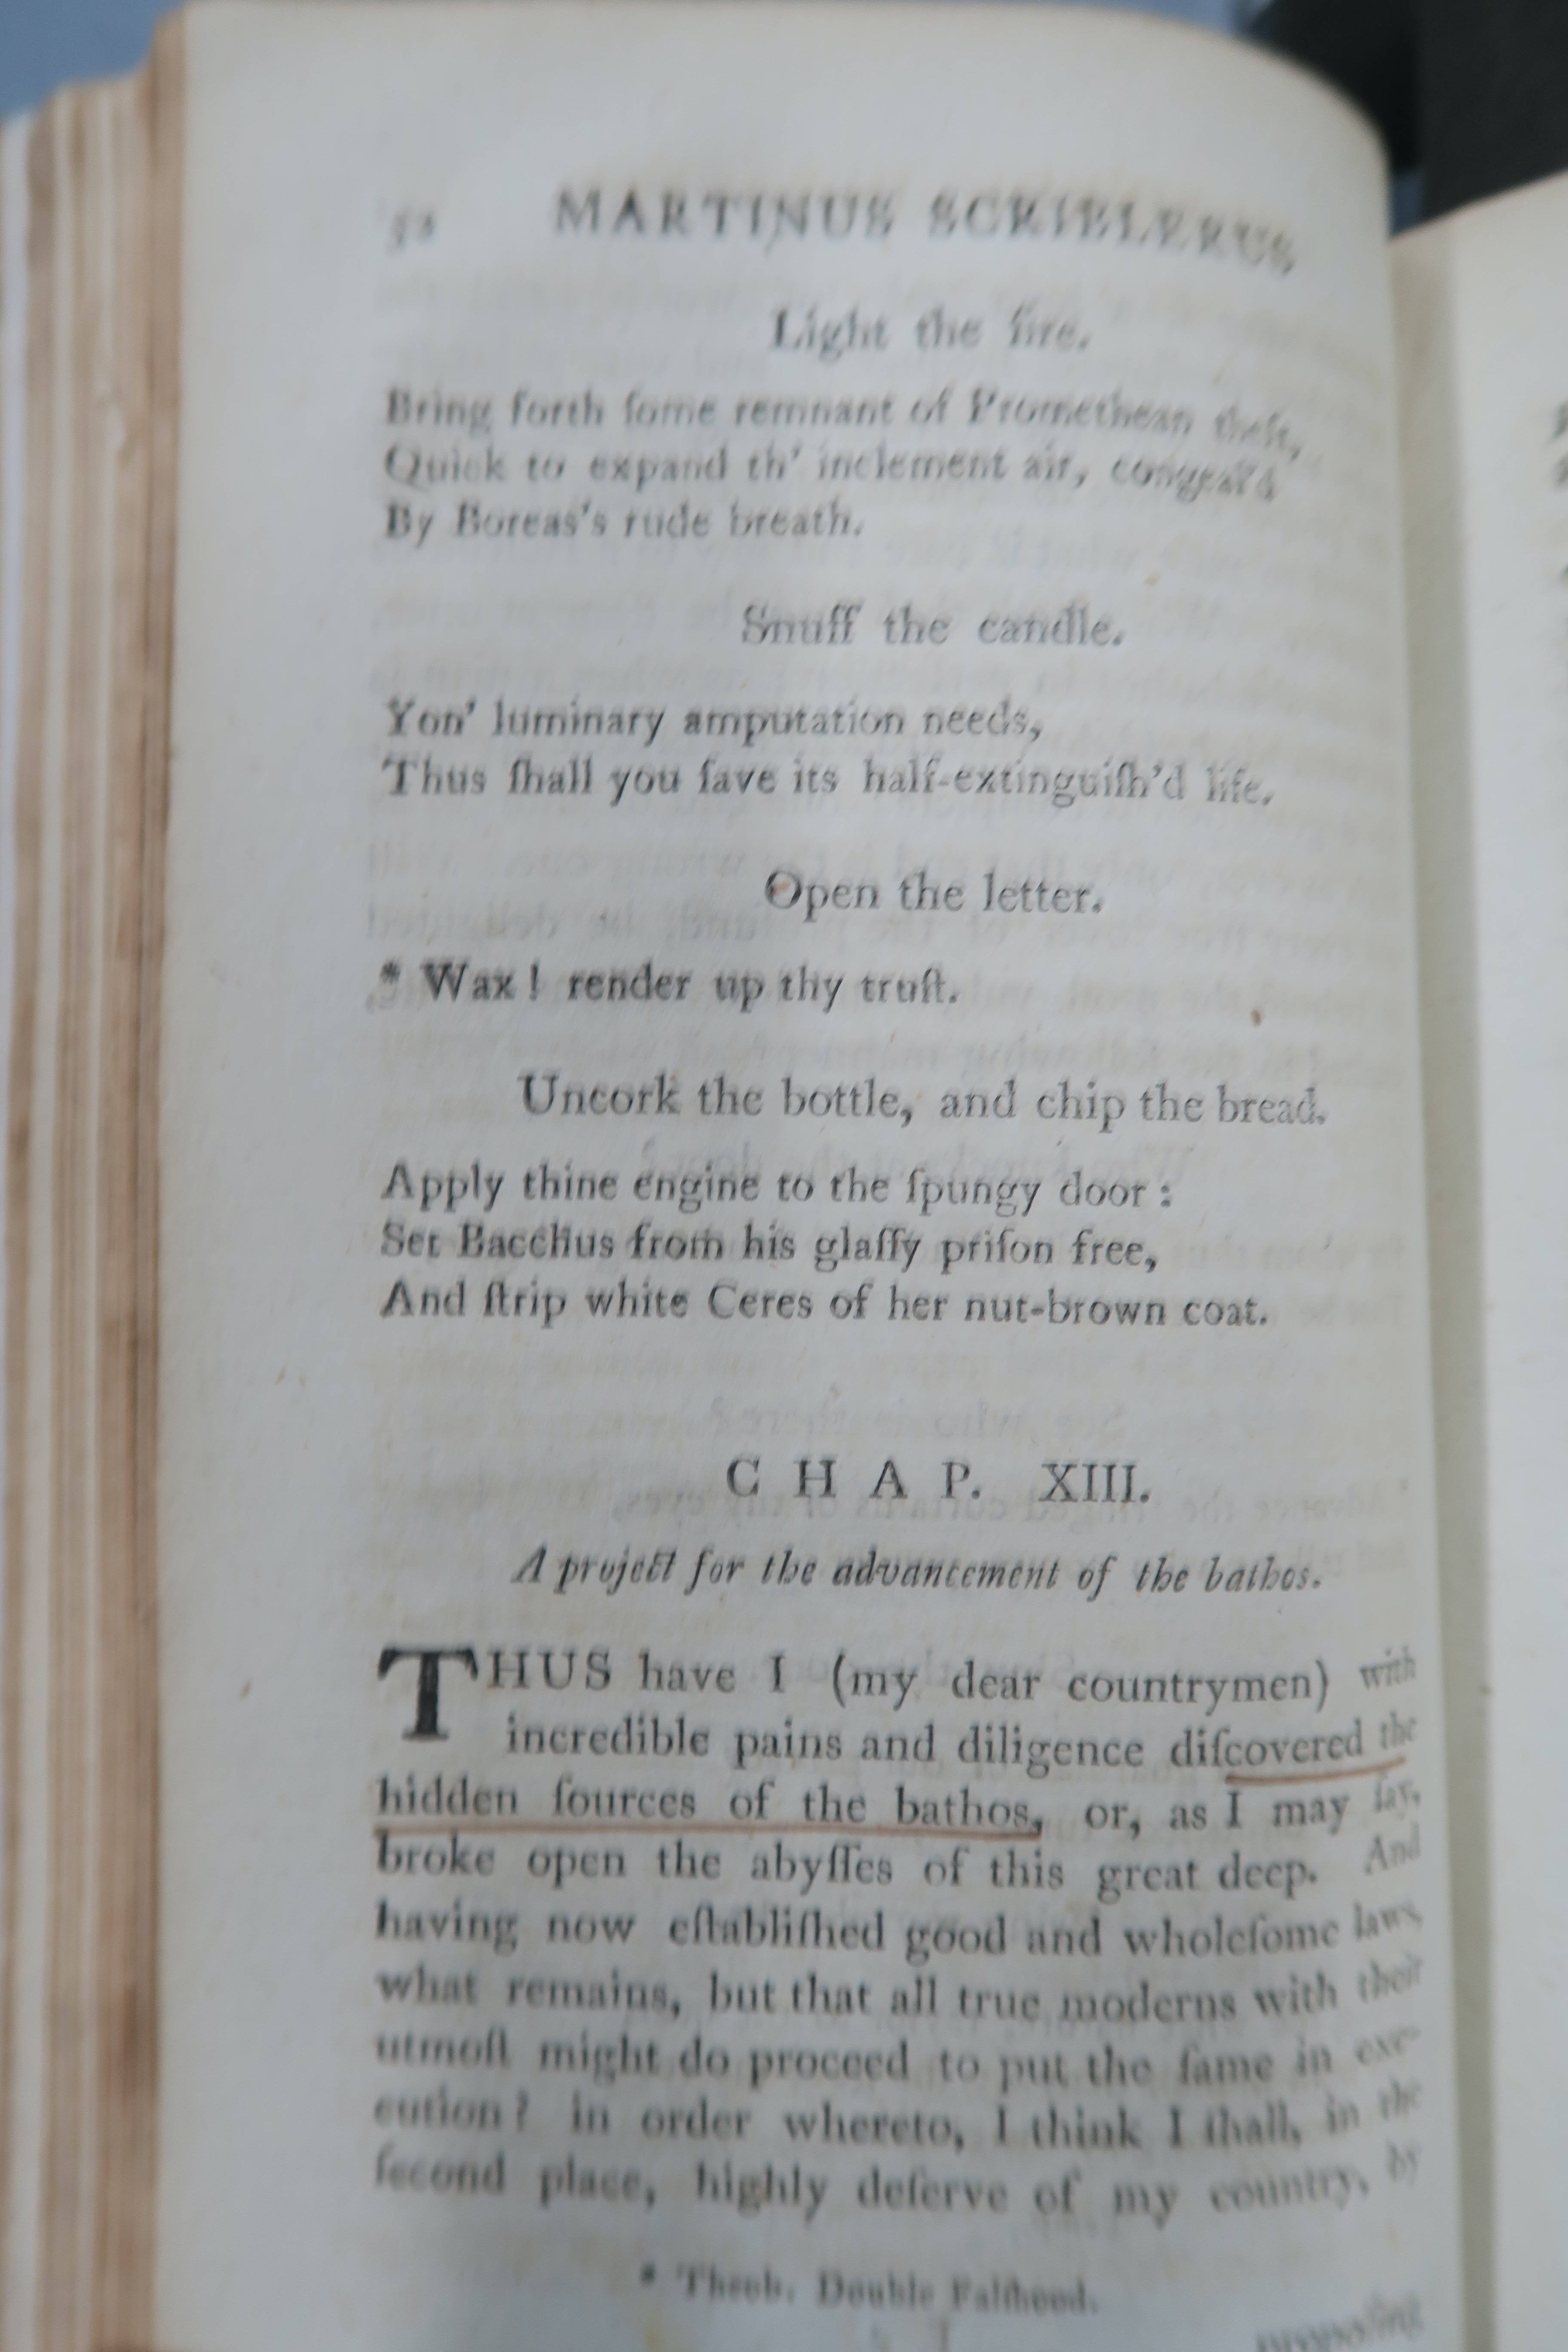 MARTINUS SCRIBLERUS
Light the fire.
Bring forth ſome remnant of Promethean theft,
Quick to expand th' inclement air, congeal'd
By Boreas's rude breath.
Snuff the candle.
Yon' luminary amputation needs,
Thus ſhall you ſave its half-extinguiſh'd life.
Open the letter.
* Wax! render up thy truſt.
Uncork the bottle, and chip the bread.
Apply thine engine to the ſpungy door:
Set Bacchus from his glaſſy priſon free,
And ſtrip white Ceres of her nut-brown coat.
CHAP. XIII.
A project for the advancement of the bathos.
THUS have I (my dear countrymen) with
incredible pains and diligence diſcovered the
hidden ſources of the bathos, or, as I may ſay,
broke open the abyſſes of this great deep. And
having now eſtabliſhed good and wholeſome laws,
what remains, but that all true moderns with their
utmoſt might do proceed to put the ſame in exe-
cution? in order whereto, I think I ſhall, in the
ſecond place, highly deſerve of my country, by
* Theob. Double Falſhood.
propoſing